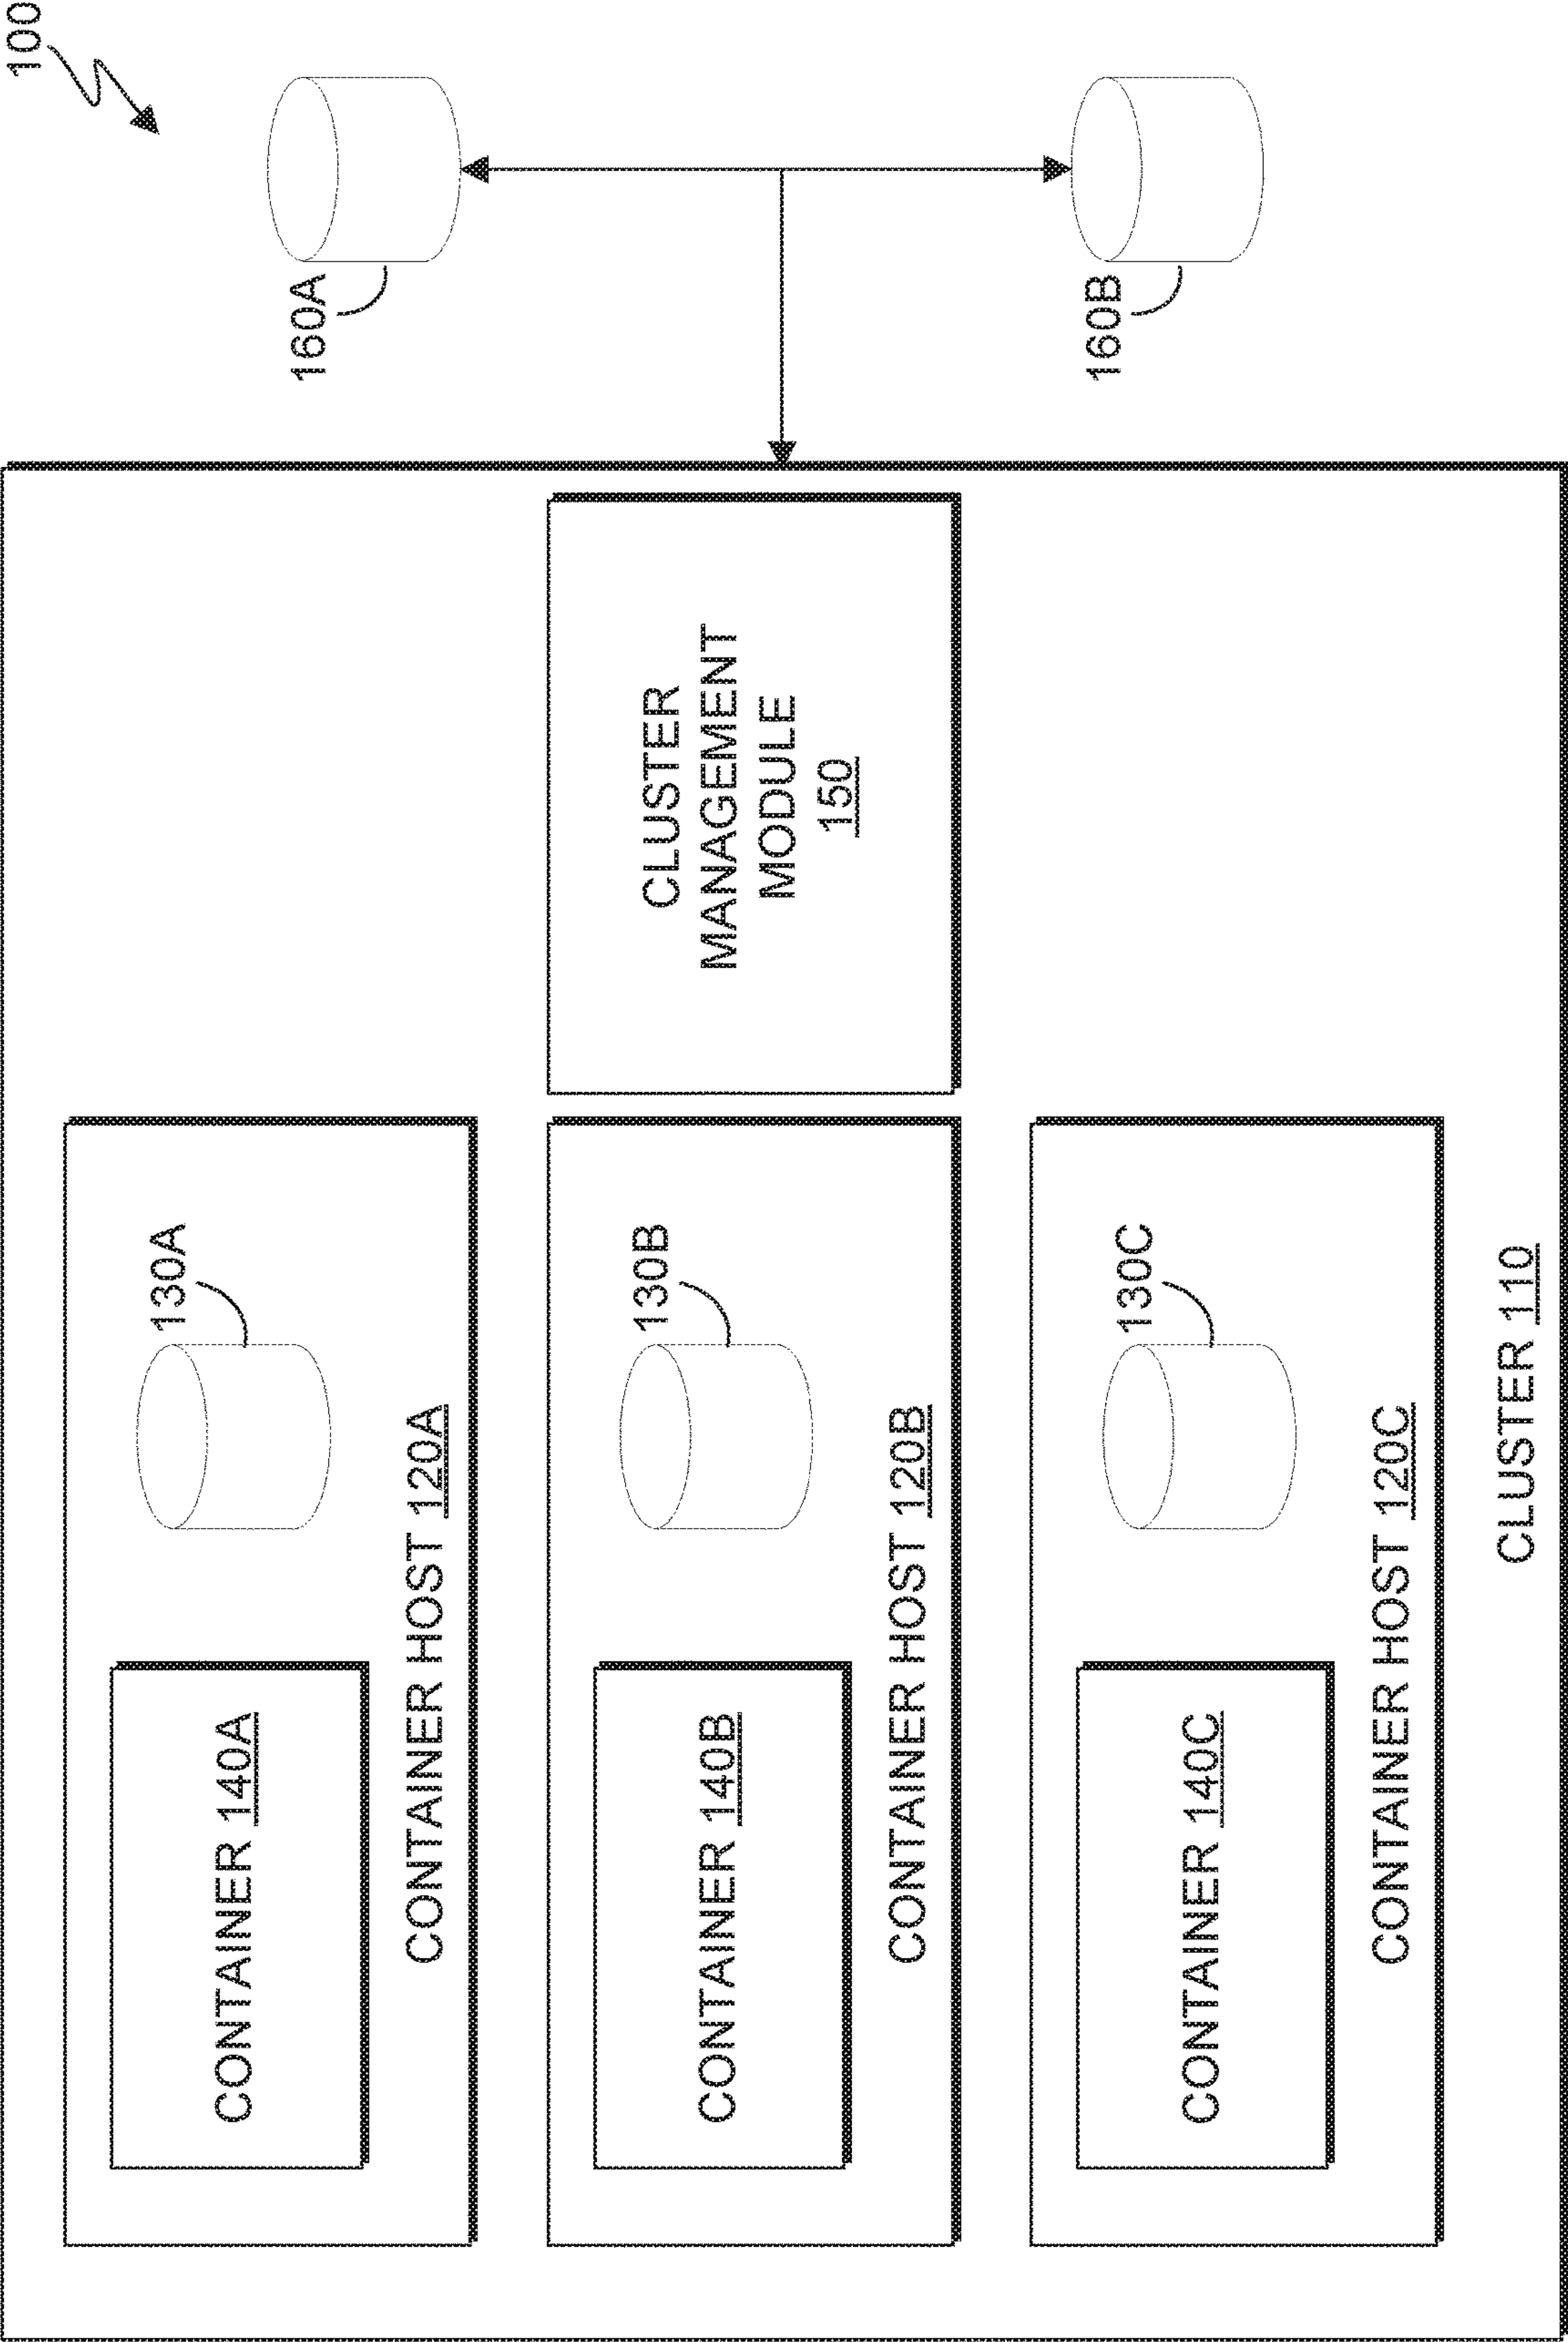 100
160A
160B
CLUSTER
MANAGEMENT
MODULE
150
130A
CONTAINER 140A
CONTAINER HOST 120A
130B
CONTAINER 140B
CONTAINER HOST 120B
130C
CONTAINER 140C
CONTAINER HOST 120C
CLUSTER 110